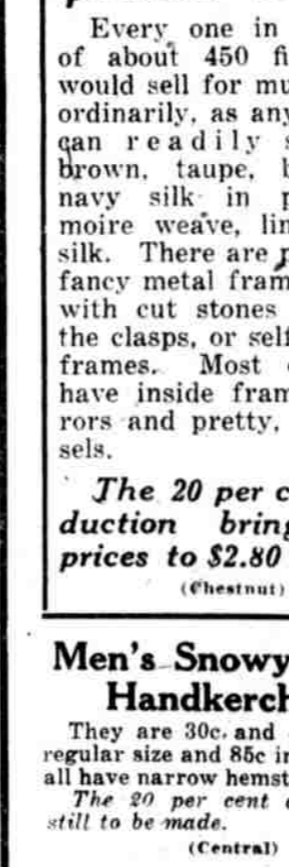 Every one in
of about 450 fi
would sell for mu
ordinarily, as any
can readily s
brown, taupe, b
navy silk in p
moire weave, lin
silk. There are p
fancy metal fram
with cut stones
the clasps, or self
frames. Most
have inside fram
rors and pretty,
sels.
The 20 per c
duction bring
prices to $2.80
(Chestnut)
Men's Snowy
Handkerch
They are 30c. and
regular size and 85c in
all have narrow hemst
The 20 per cent d
still to be made.
(Central)